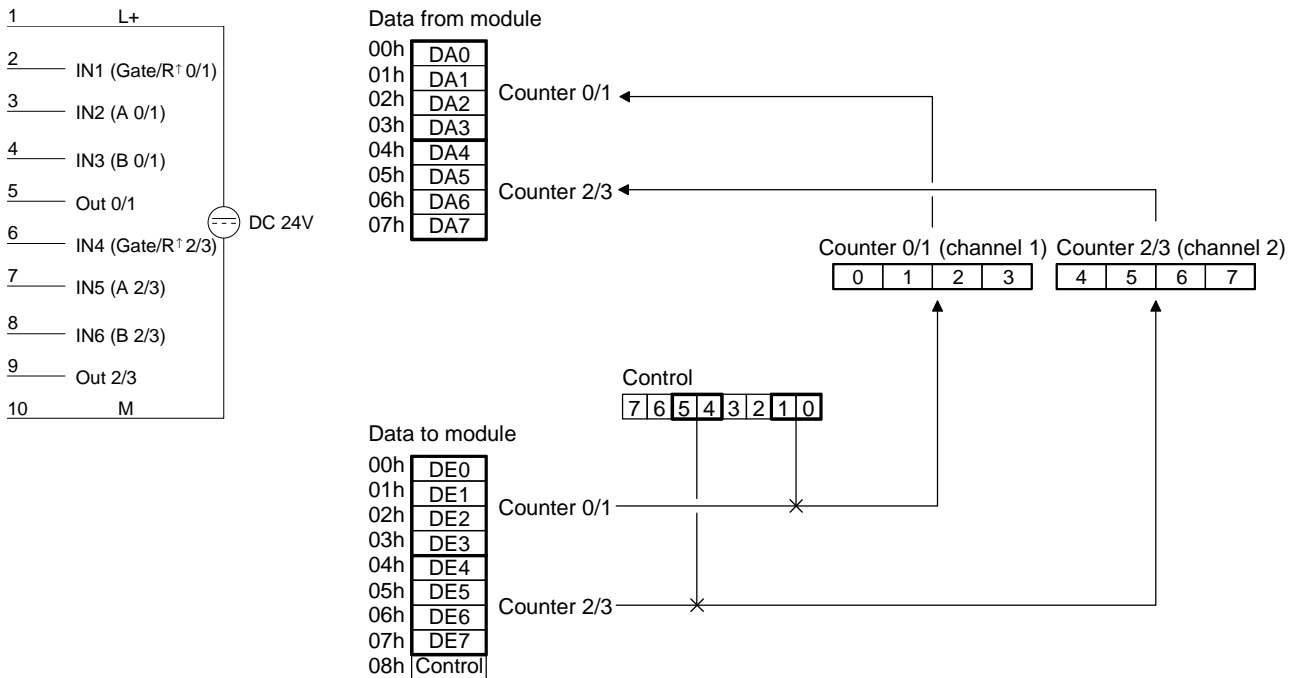 1 L+
2 IN1 (Gate/R↑ 0/1)
3 IN2 (A 0/1)
4 IN3 (B 0/1)
5 Out 0/1
6 IN4 (Gate/R↑ 2/3)
7 IN5 (A 2/3)
8 IN6 (B 2/3)
9 Out 2/3
10 M
DC 24V
Data from module
00h DA0
01h DA1
02h DA2
03h DA3
04h DA4
05h DA5
06h DA6
07h DA7
Counter 0/1
Counter 2/3
Counter 0/1 (channel 1)
0 1 2 3
Counter 2/3 (channel 2)
4 5 6 7
Control
7 6 5 4 3 2 1 0
Data to module
00h DE0
01h DE1
02h DE2
03h DE3
04h DE4
05h DE5
06h DE6
07h DE7
08h Control
Counter 0/1
Counter 2/3